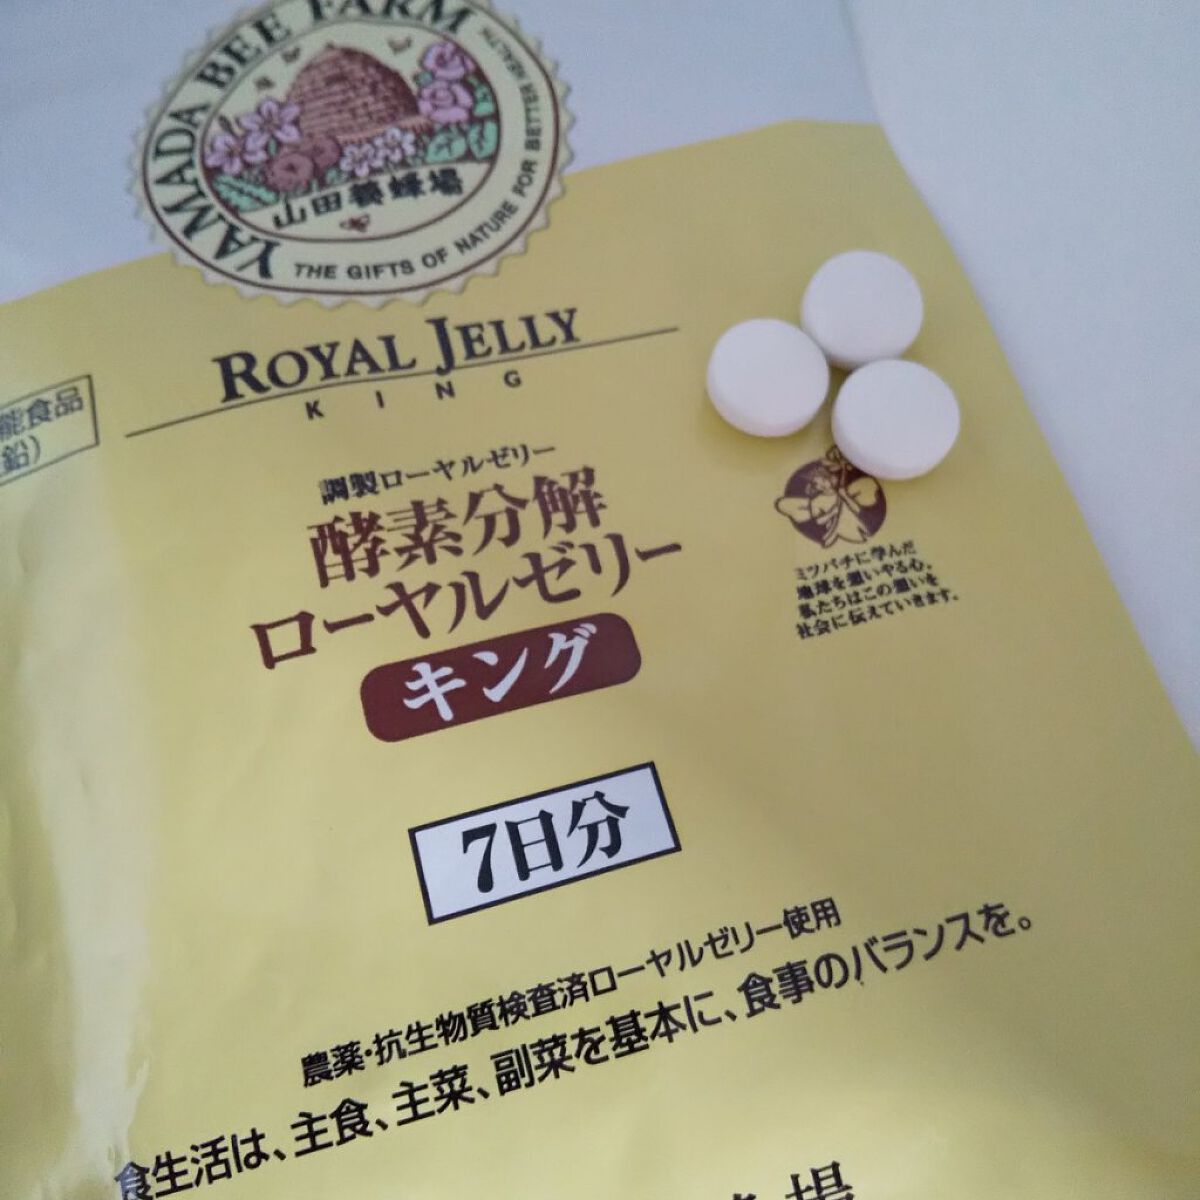 YAMADA BEE FARM
THE GIFTS OF NATURE FOR BETTER HEALTH
山田養蜂場
ROYAL JELLY
KING
能食品
鉛）
調製ローヤルゼリー
酵素分解
ローヤルゼリー
キング
ミツバチに学んだ
地球を想いやる心。
私たちはこの想いを
社会に伝えていきます。
7日分
農薬・抗生物質検査済ローヤルゼリー使用
食生活は、主食、主菜、副菜を基本に、食事のバランスを。
場